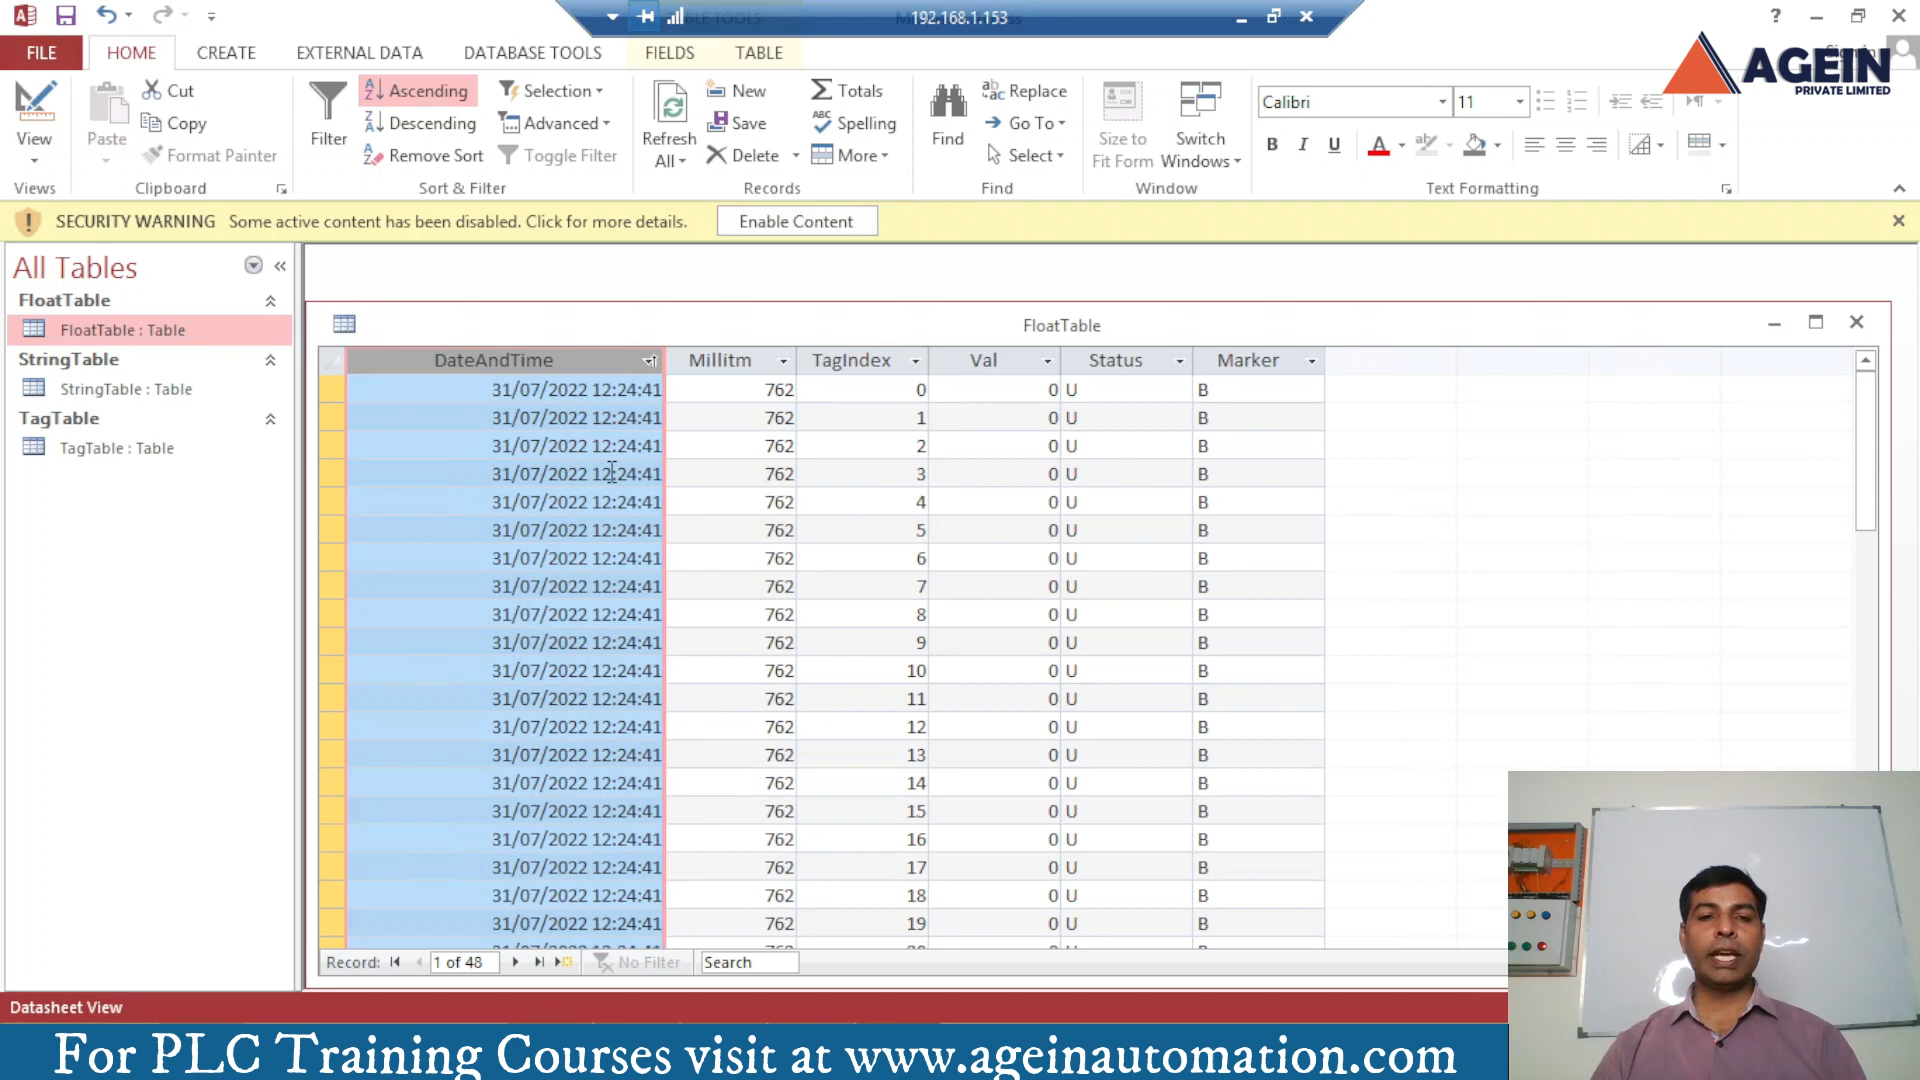 192.168.1.153
FILE HOME CREATE EXTERNAL DATA DATABASE TOOLS FIELDS TABLE
AGEIN
PRIVATE LIMITED
View
Views
Paste
Cut
Copy
Format Painter
Clipboard
Filter
Ascending
Descending
Remove Sort
Selection
Advanced
Toggle Filter
Sort & Filter
Refresh
All
New
Save
Delete
Totals
Spelling
More
Records
Find
Replace
Go To
Select
Find
Size to
Fit Form
Switch
Windows
Window
Calibri 11
B I U A
Text Formatting
SECURITY WARNING Some active content has been disabled. Click for more details. Enable Content
All Tables
FloatTable
FloatTable : Table
StringTable
StringTable : Table
TagTable
TagTable : Table
FloatTable
DateAndTime Millitm TagIndex Val Status Marker
31/07/2022 12:24:41 762 0 0 U B
31/07/2022 12:24:41 762 1 0 U B
31/07/2022 12:24:41 762 2 0 U B
31/07/2022 12:24:41 762 3 0 U B
31/07/2022 12:24:41 762 4 0 U B
31/07/2022 12:24:41 762 5 0 U B
31/07/2022 12:24:41 762 6 0 U B
31/07/2022 12:24:41 762 7 0 U B
31/07/2022 12:24:41 762 8 0 U B
31/07/2022 12:24:41 762 9 0 U B
31/07/2022 12:24:41 762 10 0 U B
31/07/2022 12:24:41 762 11 0 U B
31/07/2022 12:24:41 762 12 0 U B
31/07/2022 12:24:41 762 13 0 U B
31/07/2022 12:24:41 762 14 0 U B
31/07/2022 12:24:41 762 15 0 U B
31/07/2022 12:24:41 762 16 0 U B
31/07/2022 12:24:41 762 17 0 U B
31/07/2022 12:24:41 762 18 0 U B
31/07/2022 12:24:41 762 19 0 U B
Record: 1 of 48 No Filter Search
Datasheet View
For PLC Training Courses visit at www.ageinautomation.com